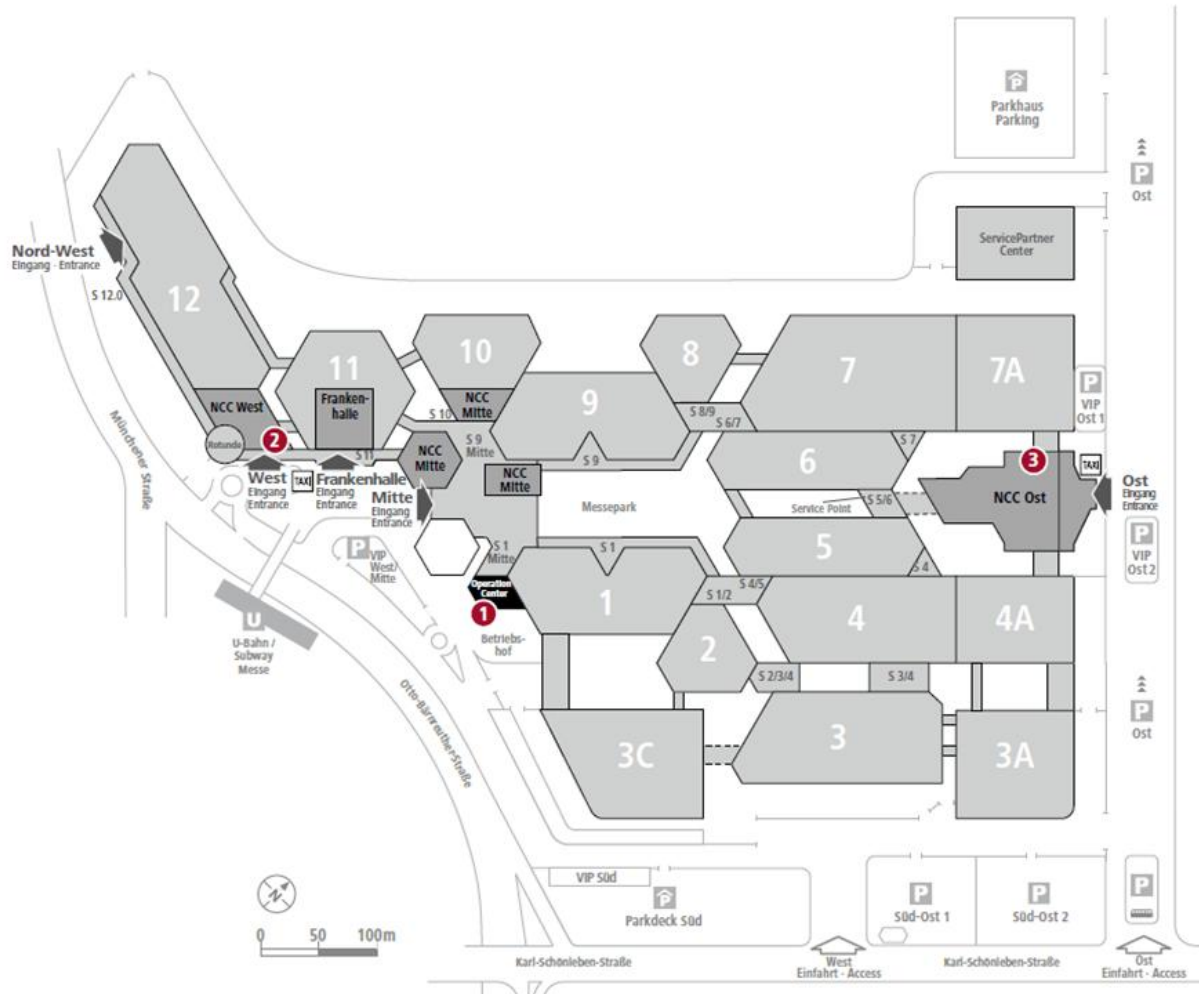 P
Parkhaus
Parking
P
Ost
ServicePartner
Center
Nord-West
Eingang - Entrance
S 12.0
12
11
Franken-
halle
10
NCC
Mitte
S 10
8
7
7A
P
VIP
Ost 1
9
S 8/9
S 6/7
NCC West
Rotunde
2
S 11
S 9
Mitte
NCC
Mitte
S 9
NCC
Mitte
6
S 7
3
TAXI
NCC Ost
Ost
Eingang
Entrance
West
Eingang
Entrance
TAXI
Frankenhalle
Eingang
Entrance
Mitte
Eingang
Entrance
Messepark
Service Point
S 5/6
Münchener Straße
P
VIP
West/
Mitte
S 1
Mitte
S 1
5
S 4
P
VIP
Ost 2
Operation
Center
1
1
S 1/2
S 4/5
4
4A
U
U-Bahn /
Subway
Messe
Betriebs-
hof
2
S 2/3/4
S 3/4
Otto-Bärnreuther-Straße
3C
3
3A
P
Ost
N
0 50 100m
VIP Süd
P
Parkdeck Süd
P
Süd-Ost 1
P
Süd-Ost 2
P
Karl-Schönleben-Straße
West
Einfahrt - Access
Karl-Schönleben-Straße
Ost
Einfahrt - Access